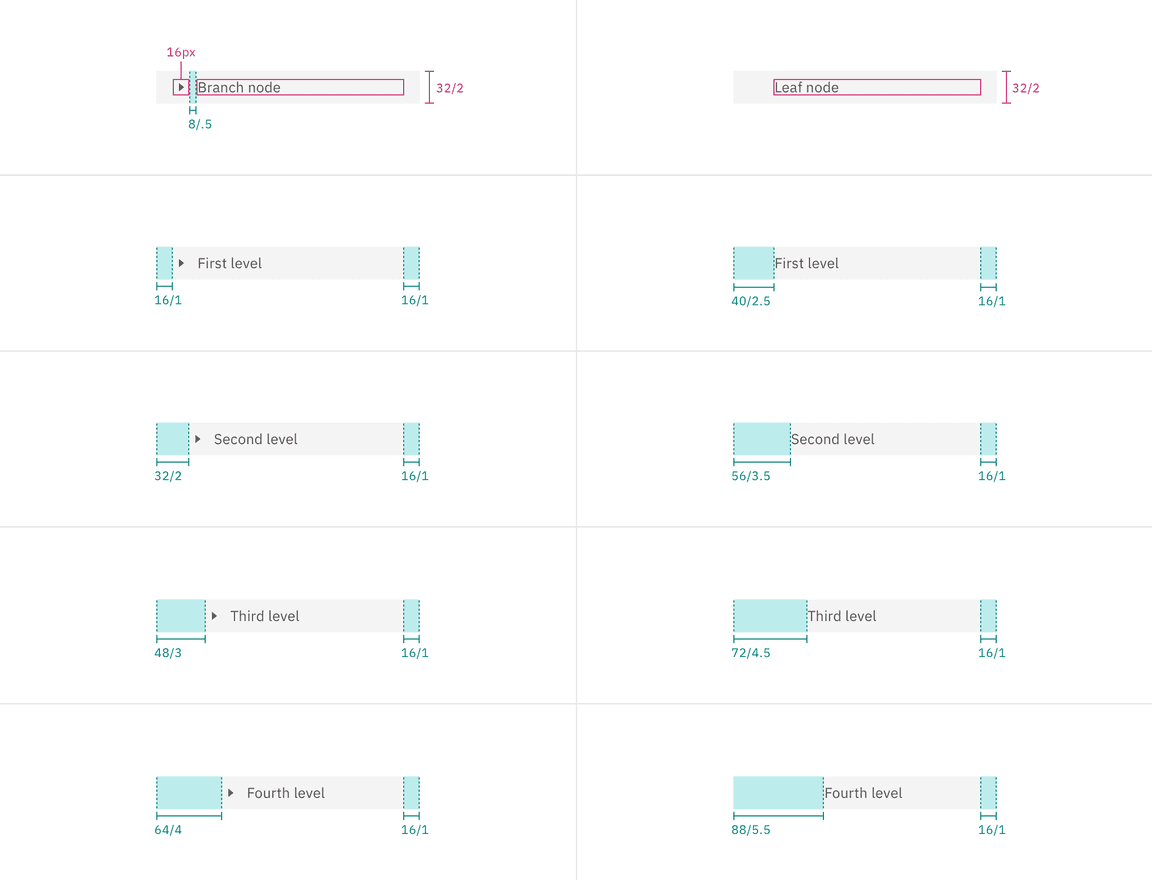 16px
Branch node
32/2
8/.5
Leaf node
32/2
First level
16/1
16/1
First level
40/2.5
16/1
Second level
32/2
16/1
Second level
56/3.5
16/1
Third level
48/3
16/1
Third level
72/4.5
16/1
Fourth level
64/4
16/1
Fourth level
88/5.5
16/1